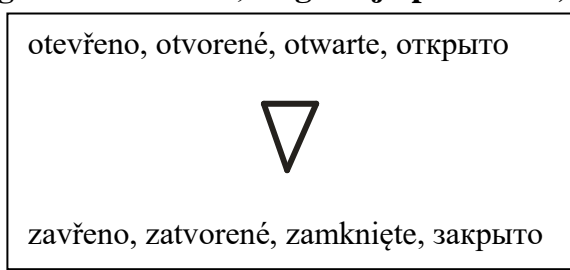 otevřeno, otvorené, otwarte, открыто
zavřeno, zatvorené, zamknięte, закрыто